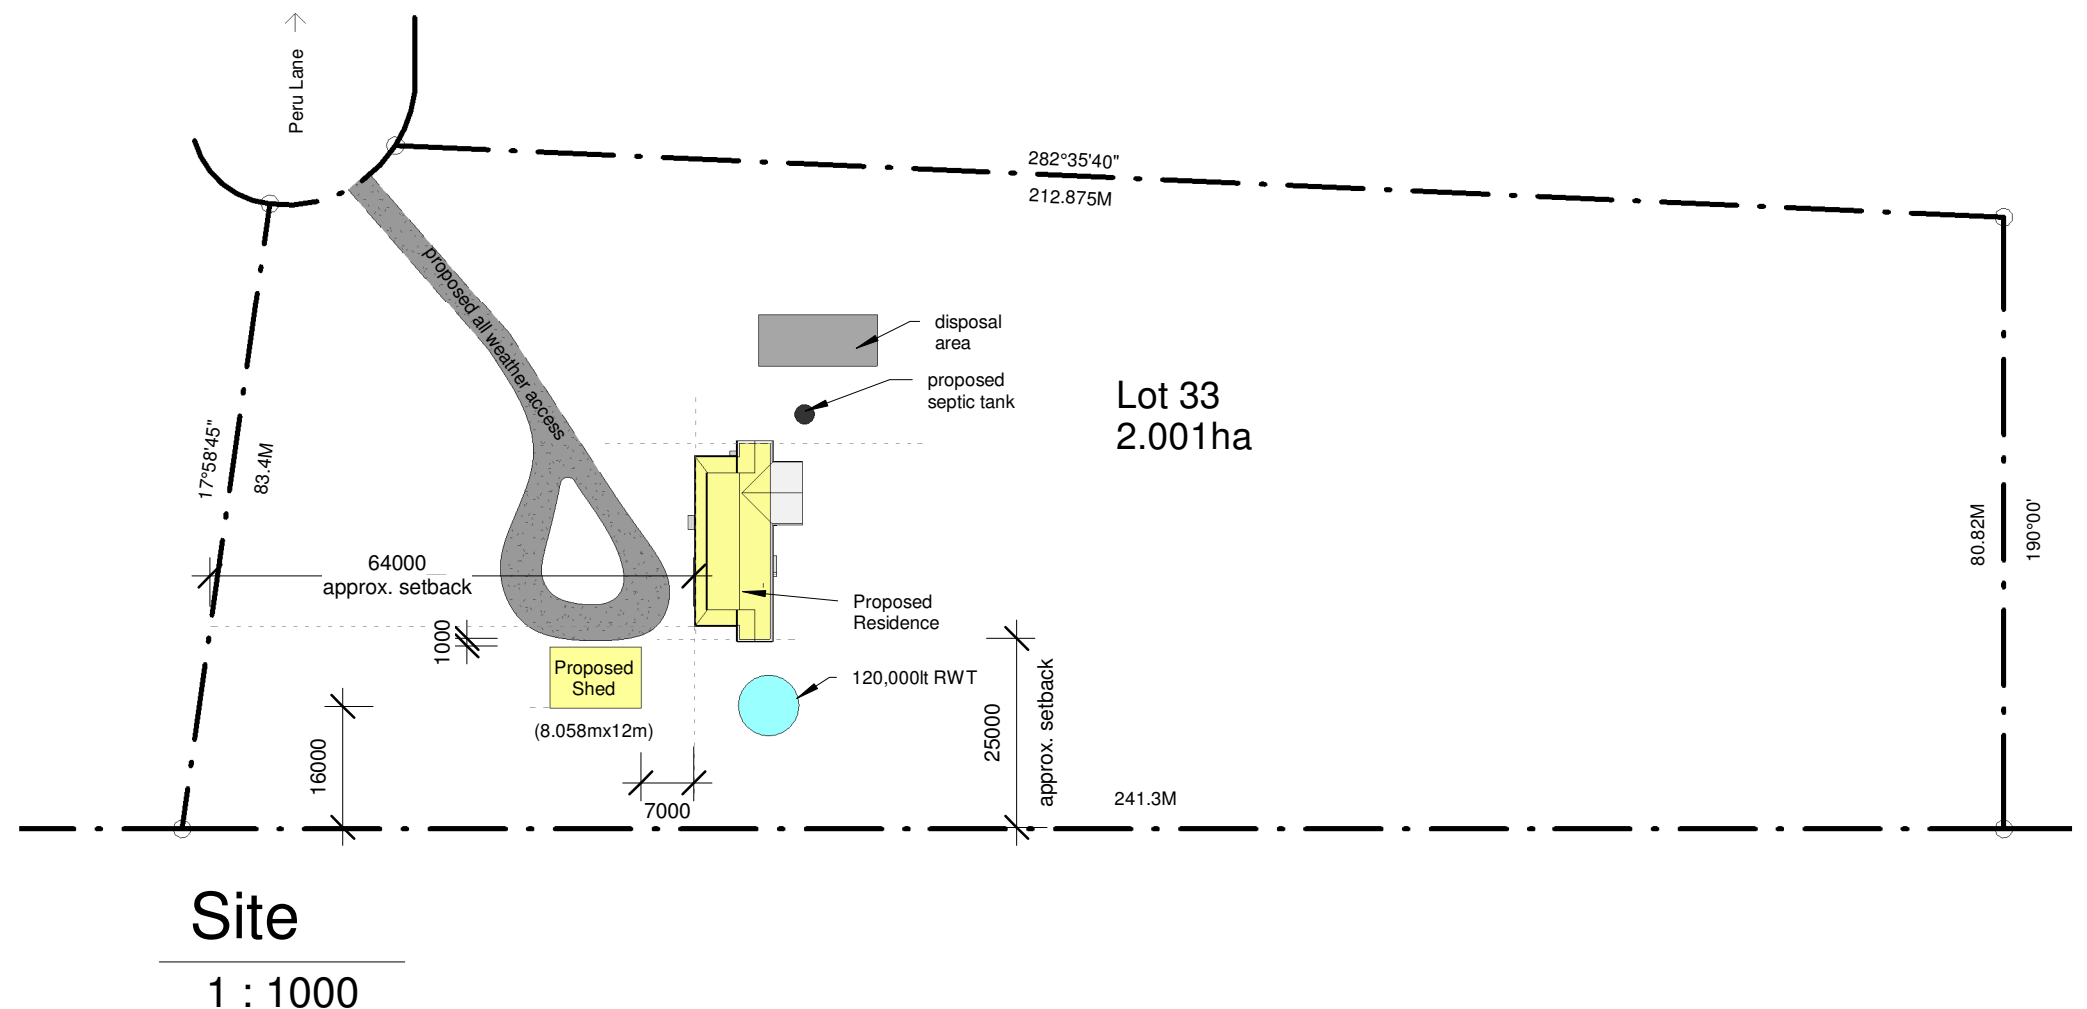 Peru Lane
282°35'40"
212.875M
proposed all weather access
disposal
area
proposed
septic tank
Lot 33
2.001ha
17°58'45"
83.4M
80.82M
190°00'
64000
approx. setback
Proposed
Residence
1000
Proposed
Shed
(8.058mx12m)
120,000lt RWT
16000
7000
25000
approx. setback
241.3M
Site
1 : 1000